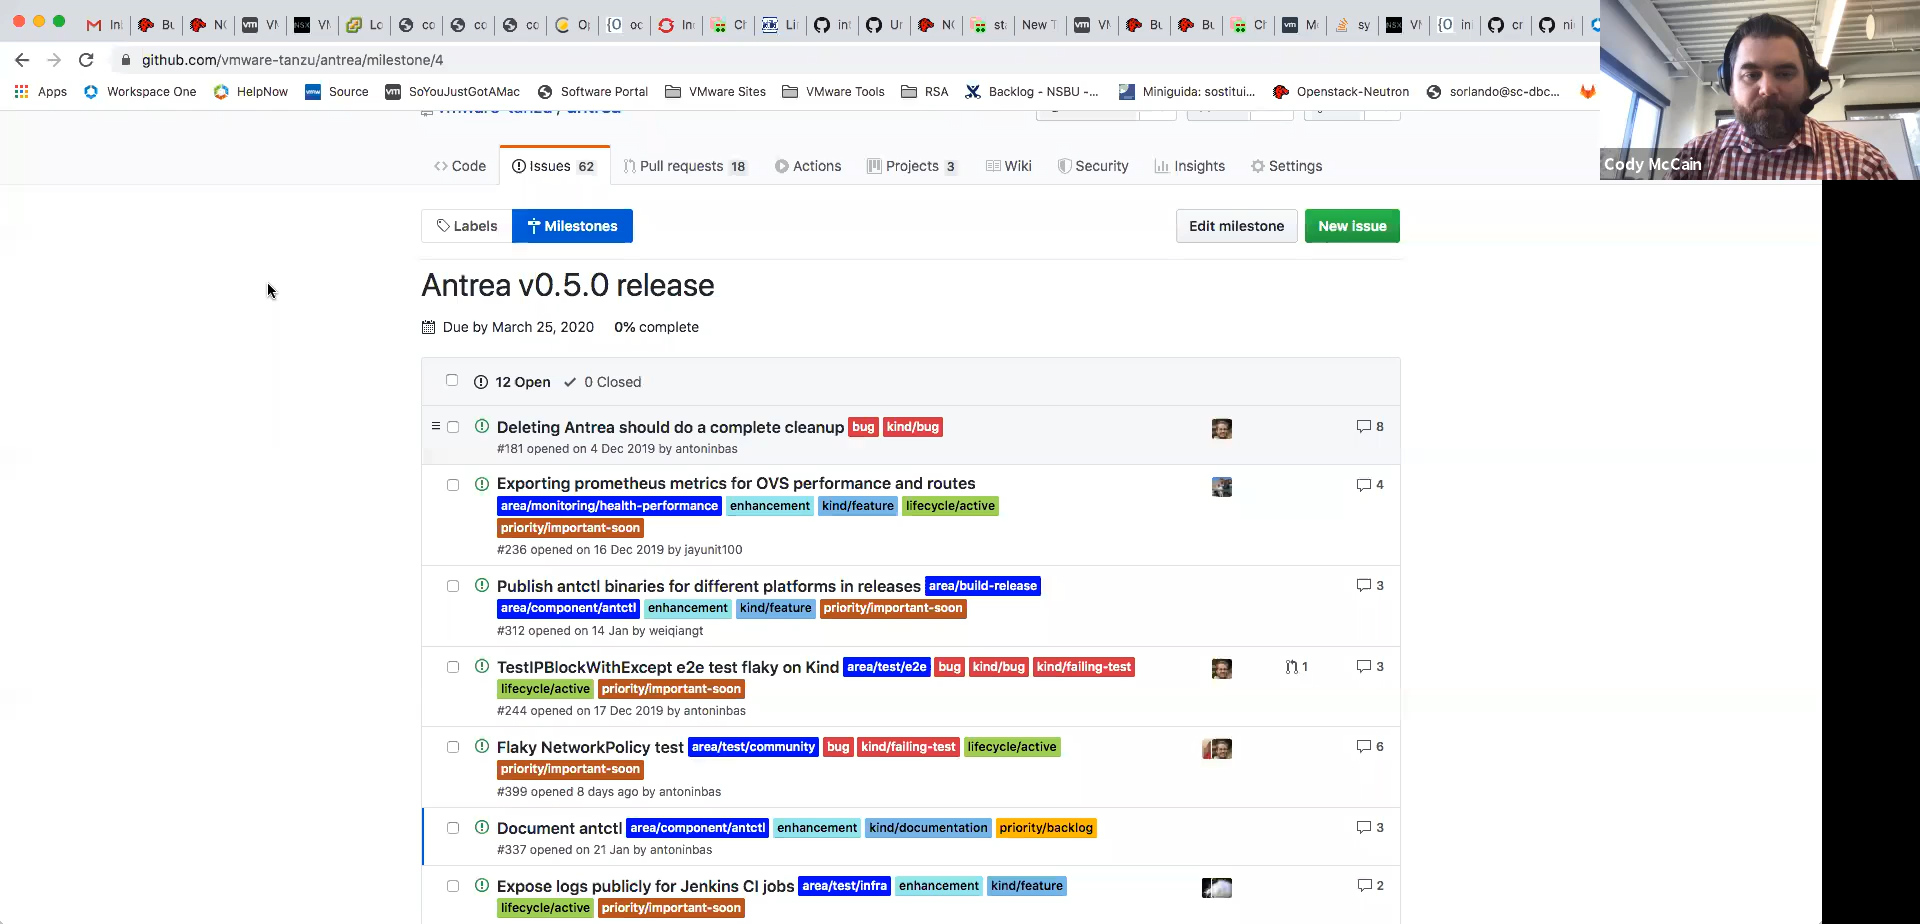 github.com/vmware-tanzu/antrea/milestone/4
Apps Workspace One HelpNow Source SoYouJustGotAMac Software Portal VMware Sites VMware Tools RSA Backlog - NSBU -... Miniguida: sostitui... Openstack-Neutron sorlando@sc-dbc...
Cody McCain
Code Issues 62 Pull requests 18 Actions Projects 3 Wiki Security Insights Settings
Labels Milestones Edit milestone New issue
Antrea v0.5.0 release
Due by March 25, 2020 0% complete
12 Open 0 Closed
Deleting Antrea should do a complete cleanup bug kind/bug 8
#181 opened on 4 Dec 2019 by antoninbas
Exporting prometheus metrics for OVS performance and routes 4
area/monitoring/health-performance enhancement kind/feature lifecycle/active
priority/important-soon
#236 opened on 16 Dec 2019 by jayunit100
Publish antctl binaries for different platforms in releases area/build-release 3
area/component/antctl enhancement kind/feature priority/important-soon
#312 opened on 14 Jan by weiqiangt
TestIPBlockWithExcept e2e test flaky on Kind area/test/e2e bug kind/bug kind/failing-test 1 3
lifecycle/active priority/important-soon
#244 opened on 17 Dec 2019 by antoninbas
Flaky NetworkPolicy test area/test/community bug kind/failing-test lifecycle/active 6
priority/important-soon
#399 opened 8 days ago by antoninbas
Document antctl area/component/antctl enhancement kind/documentation priority/backlog 3
#337 opened on 21 Jan by antoninbas
Expose logs publicly for Jenkins CI jobs area/test/infra enhancement kind/feature 2
lifecycle/active priority/important-soon